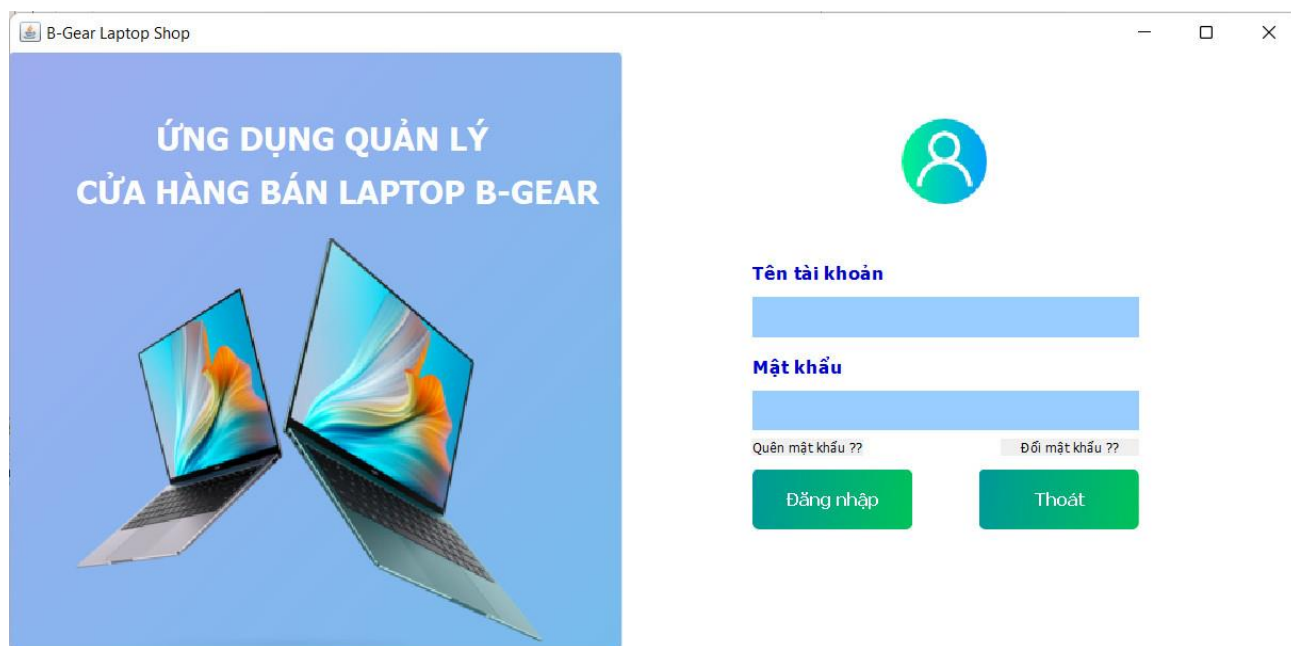 B-Gear Laptop Shop
ỨNG DỤNG QUẢN LÝ
CỬA HÀNG BÁN LAPTOP B-GEAR
Tên tài khoản
Mật khẩu
Quên mật khẩu ??
Đổi mật khẩu ??
Đăng nhập
Thoát